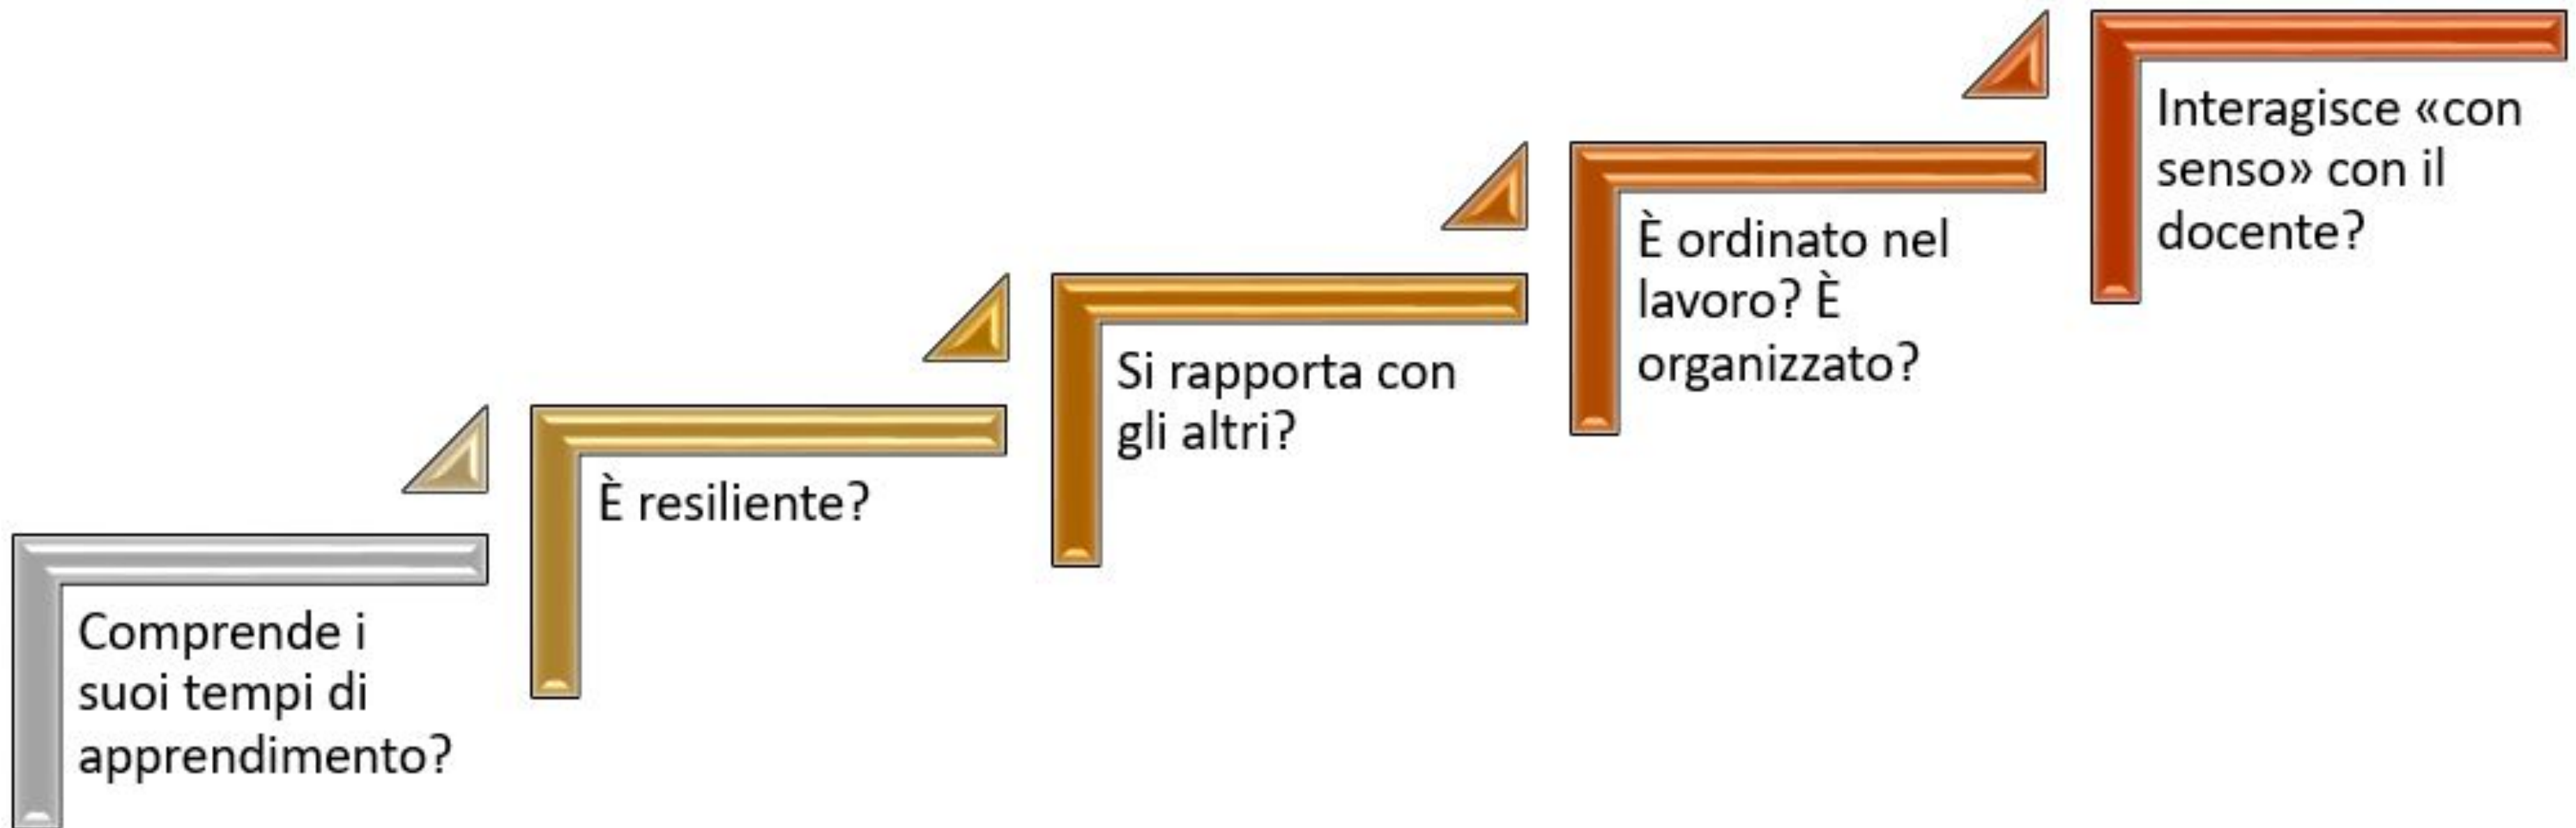 Comprende i
suoi tempi di
apprendimento?
È resiliente?
Si rapporta con
gli altri?
È ordinato nel
lavoro? È
organizzato?
Interagisce «con
senso» con il
docente?